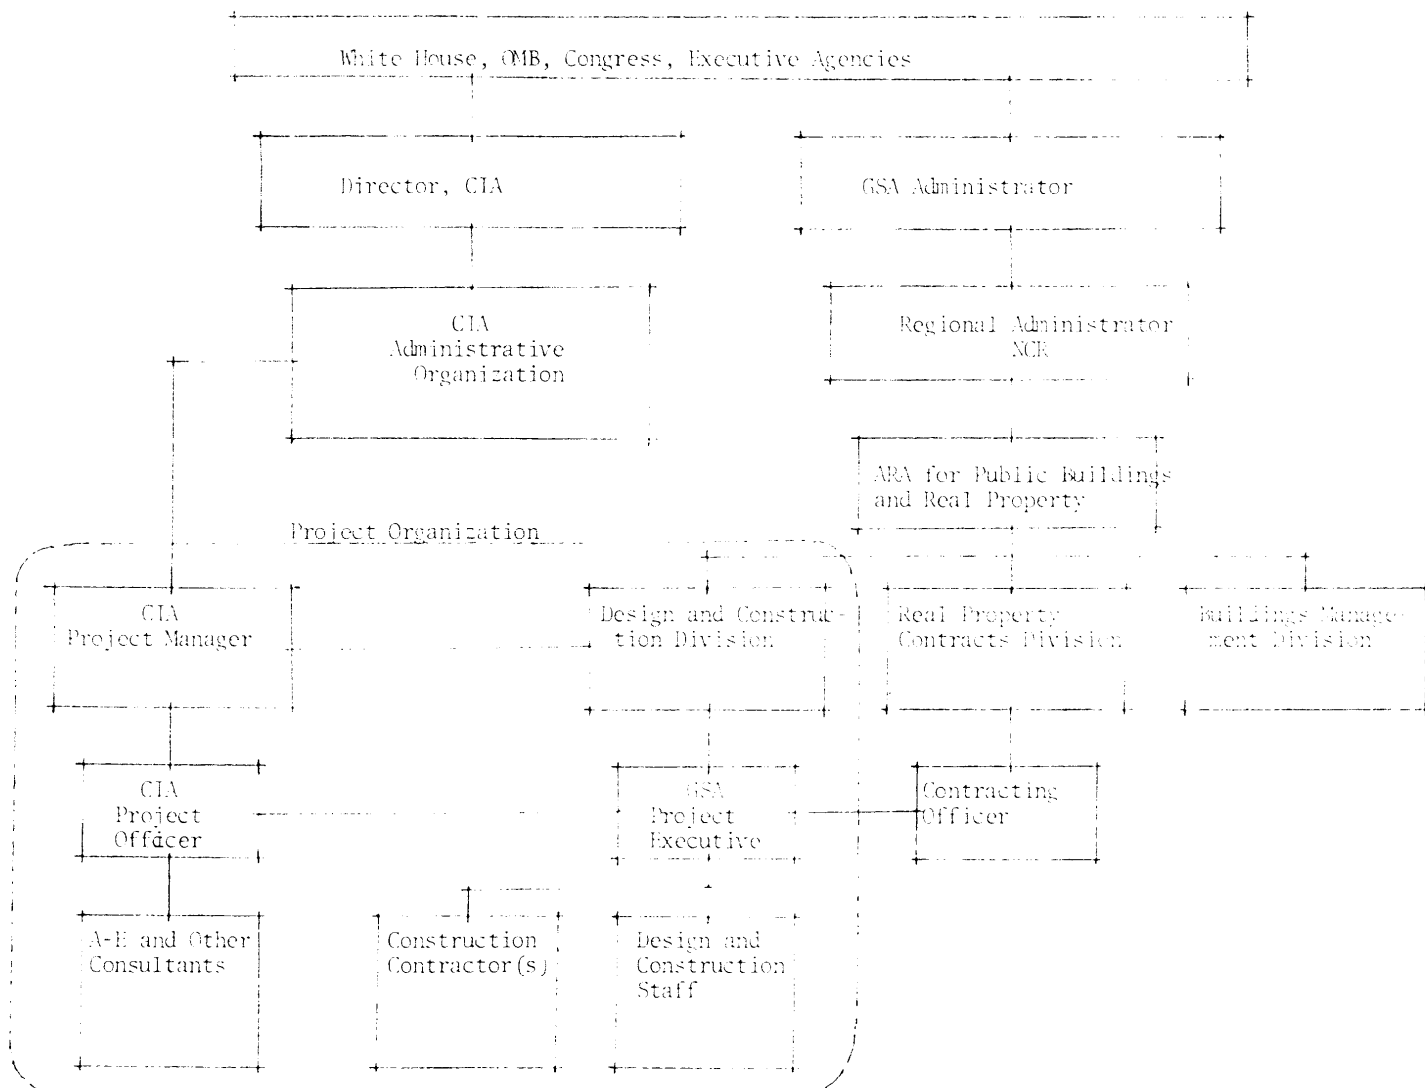 White House, OMB, Congress, Executive Agencies
Director, CIA
GSA Administrator
CIA
Administrative
Organization
Regional Administrator
NCR
ARA for Public Buildings
and Real Property
Project Organization
CIA
Project Manager
Design and Construc-
tion Division
Real Property
Contracts Division
Buildings Manage-
ment Division
CIA
Project
Officer
GSA
Project
Executive
Contracting
Officer
A-E and Other
Consultants
Construction
Contractor(s)
Design and
Construction
Staff